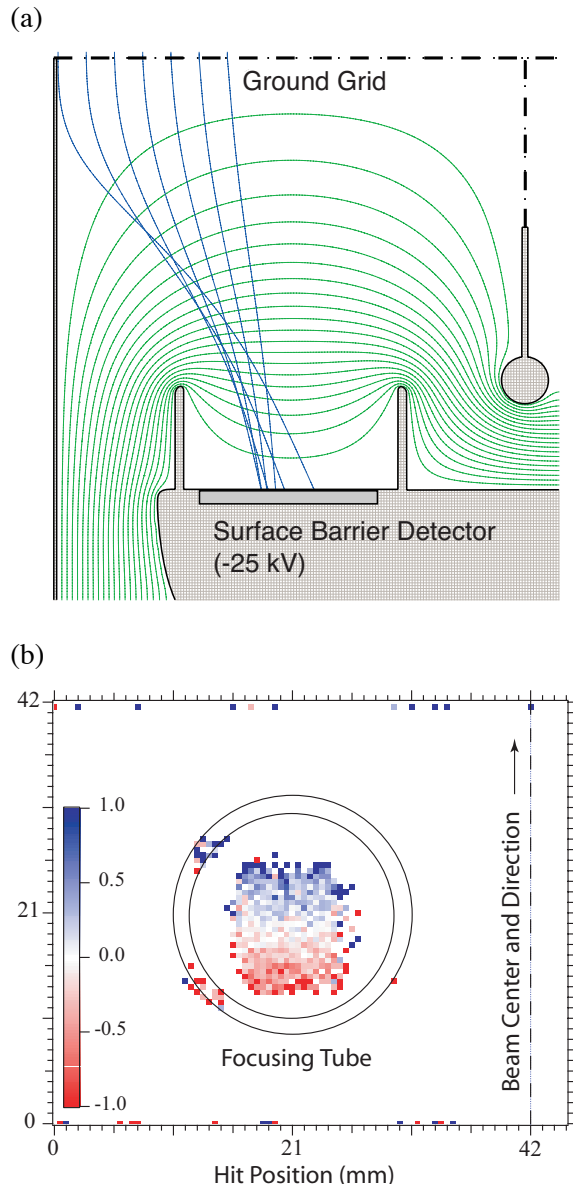 (a)
Ground Grid
Surface Barrier Detector
(-25 kV)
(b)
42
21
0
1.0
0.5
0.0
-0.5
-1.0
Focusing Tube
Beam Center and Direction
0
21
42
Hit Position (mm)